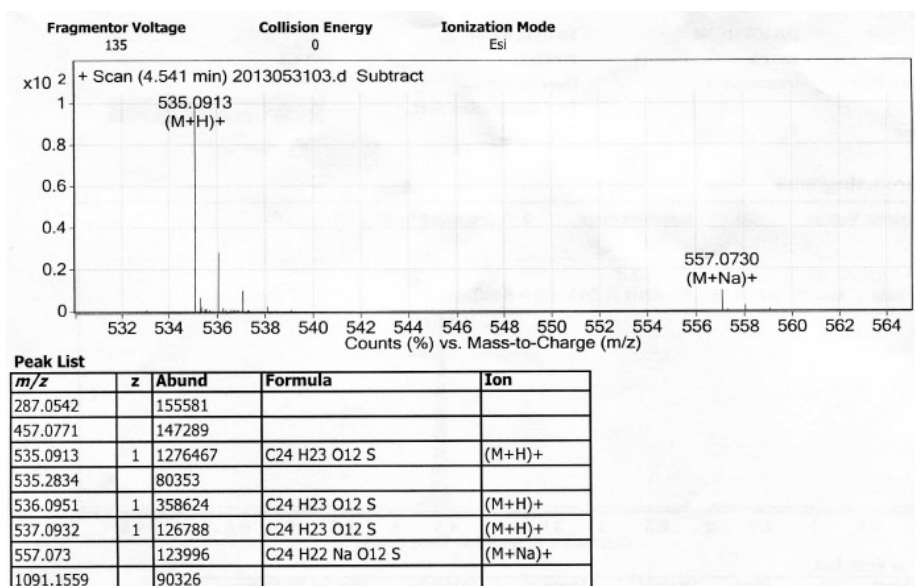 Fragmentor Voltage Collision Energy Ionization Mode
135 0 Esi
x10 2 + Scan (4.541 min) 2013053103.d Subtract
535.0913
(M+H)+
1
0.8
0.6
0.4
557.0730
(M+Na)+
0.2
0
532 534 536 538 540 542 544 546 548 550 552 554 556 558 560 562 564
Counts (%) vs. Mass-to-Charge (m/z)
Peak List
m/z z Abund Formula Ion
287.0542 155581
457.0771 147289
535.0913 1 1276467 C24 H23 O12 S (M+H)+
535.2834 80353
536.0951 1 358624 C24 H23 O12 S (M+H)+
537.0932 1 126788 C24 H23 O12 S (M+H)+
557.073 1 123996 C24 H22 Na O12 S (M+Na)+
1091.1559 90326